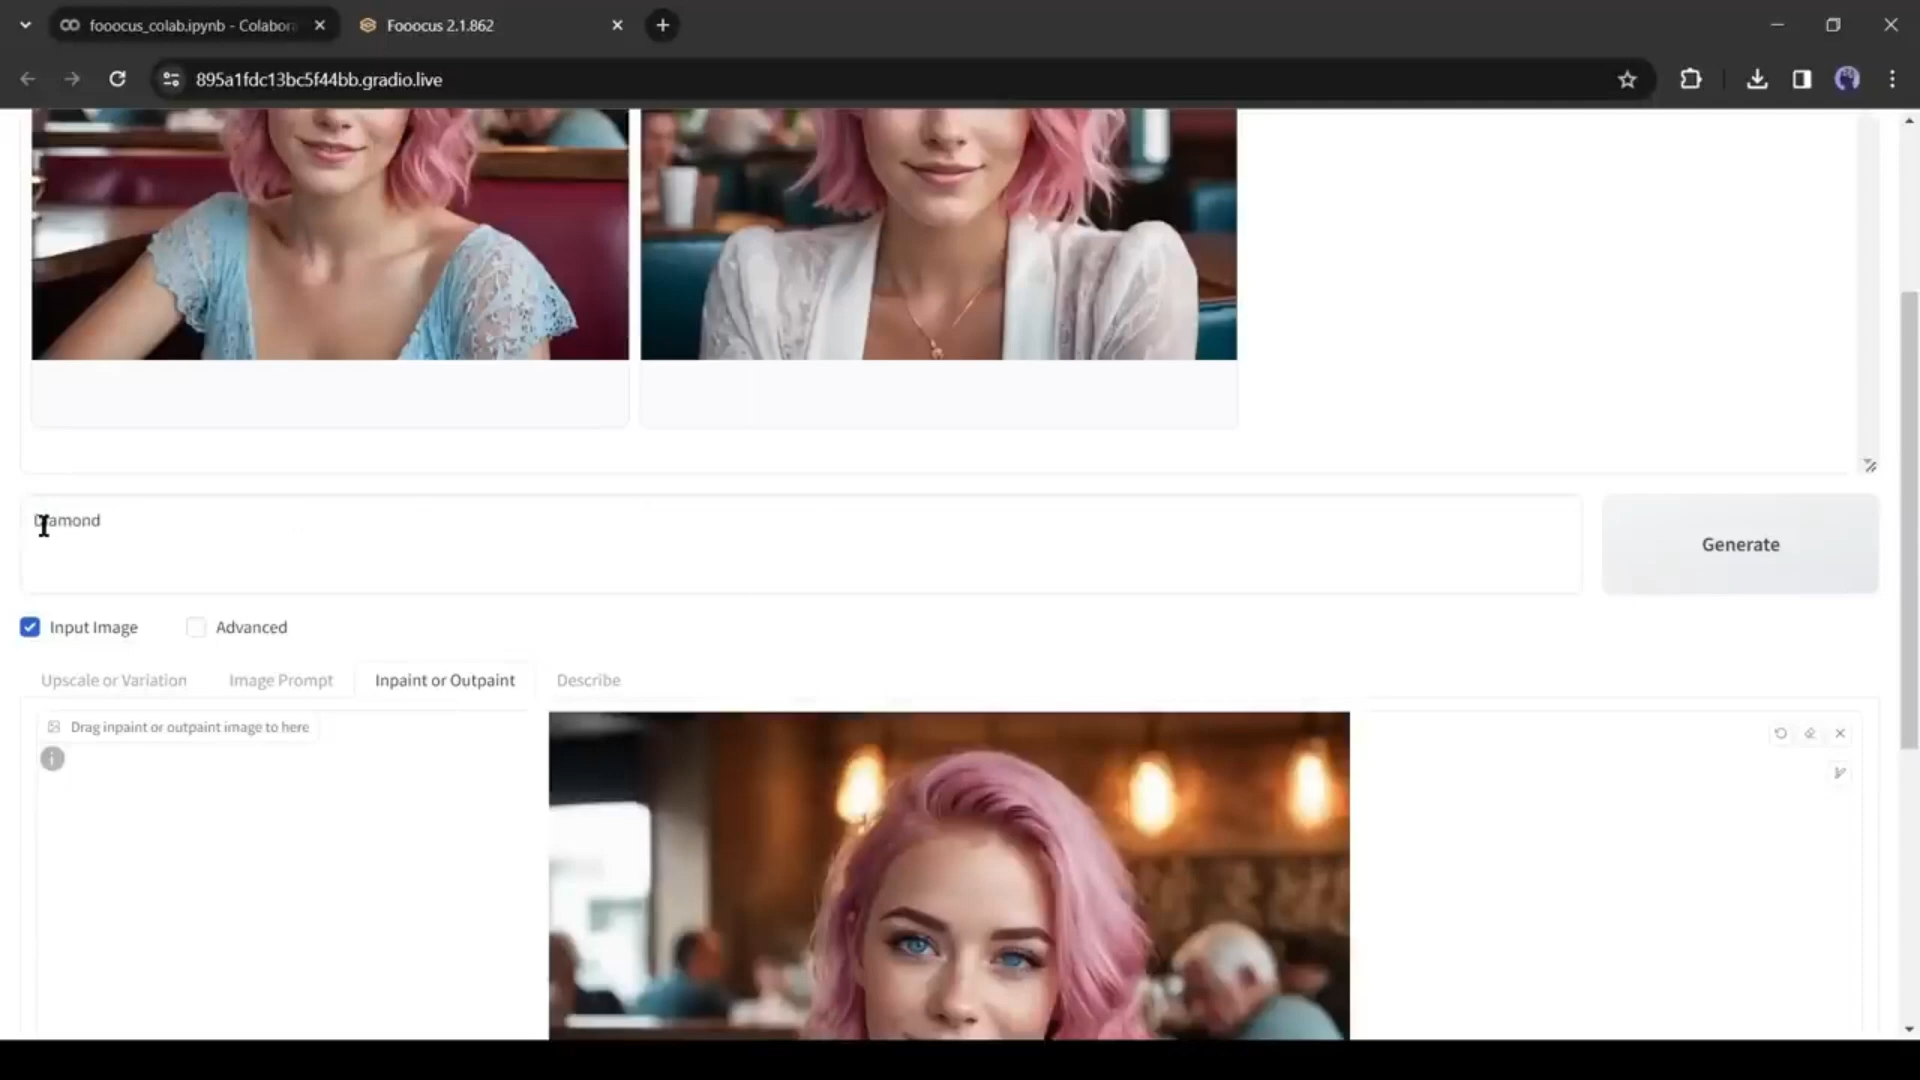 fooocus_colab.ipynb - Colabora
Fooocus 2.1.862
895a1fdc13bc5f44bb.gradio.live
Diamond
Generate
Input Image
Advanced
Upscale or Variation
Image Prompt
Inpaint or Outpaint
Describe
Drag inpaint or outpaint image to here